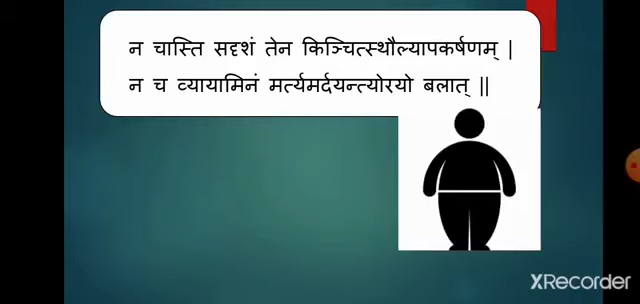 न चास्ति सदृशं तेन किञ्चित्स्थौल्यापकर्षणम् |
न च व्यायामिनं मर्त्यमर्दयन्त्योरयो बलात् ||
XRecorder